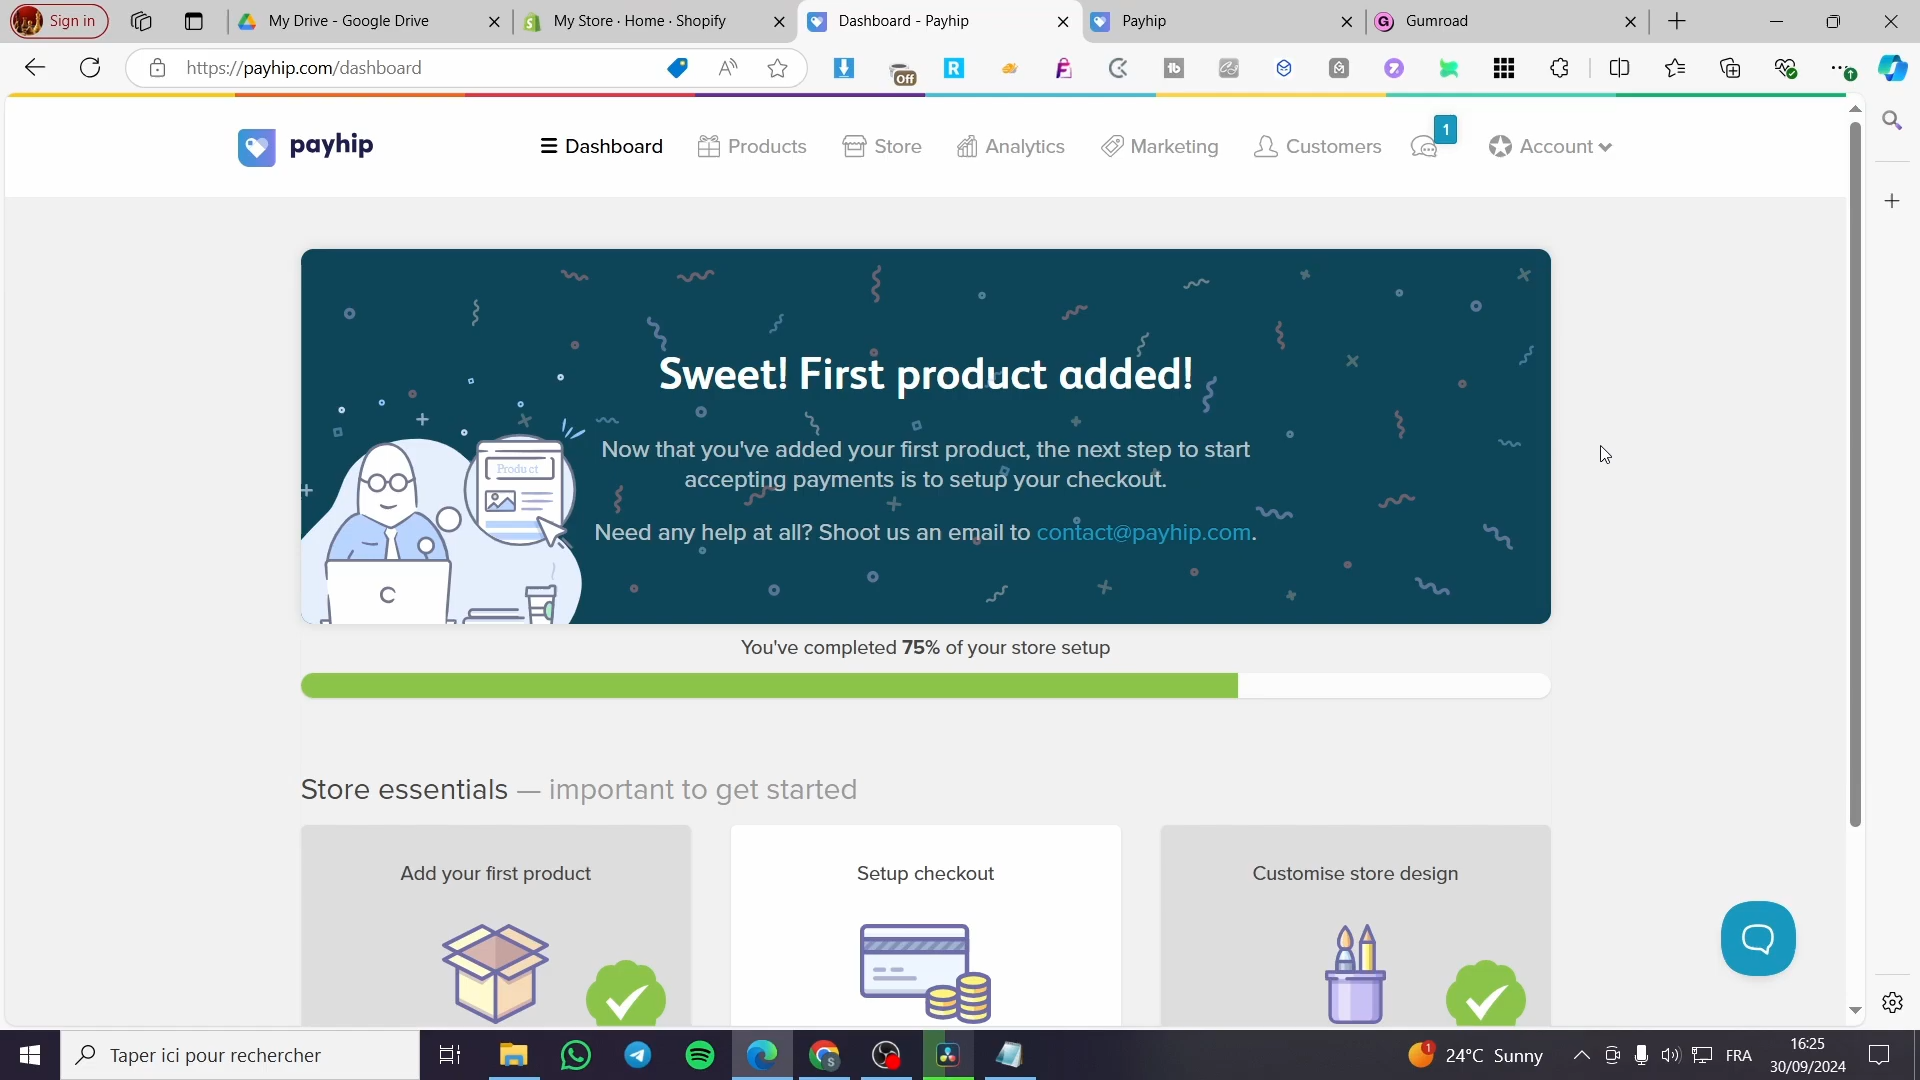 Sign in
My Drive - Google Drive
My Store · Home · Shopify
Dashboard - Payhip
Payhip
Gumroad
https://payhip.com/dashboard
Off
payhip
Dashboard
Products
Store
Analytics
Marketing
Customers
1
Account
Sweet! First product added!
Now that you've added your first product, the next step to start
accepting payments is to setup your checkout.
Need any help at all? Shoot us an email to contact@payhip.com.
Product
You've completed 75% of your store setup
Store essentials — important to get started
Add your first product
Setup checkout
Customise store design
Taper ici pour rechercher
1
24°C Sunny
FRA
16:25
30/09/2024